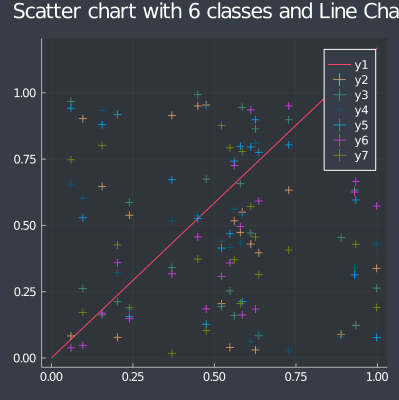 Scatter chart with 6 classes and Line Cha
y1
y2
y3
y4
y5
y6
y7
1.00
0.75
0.50
0.25
0.00
0.00 0.25 0.50 0.75 1.00